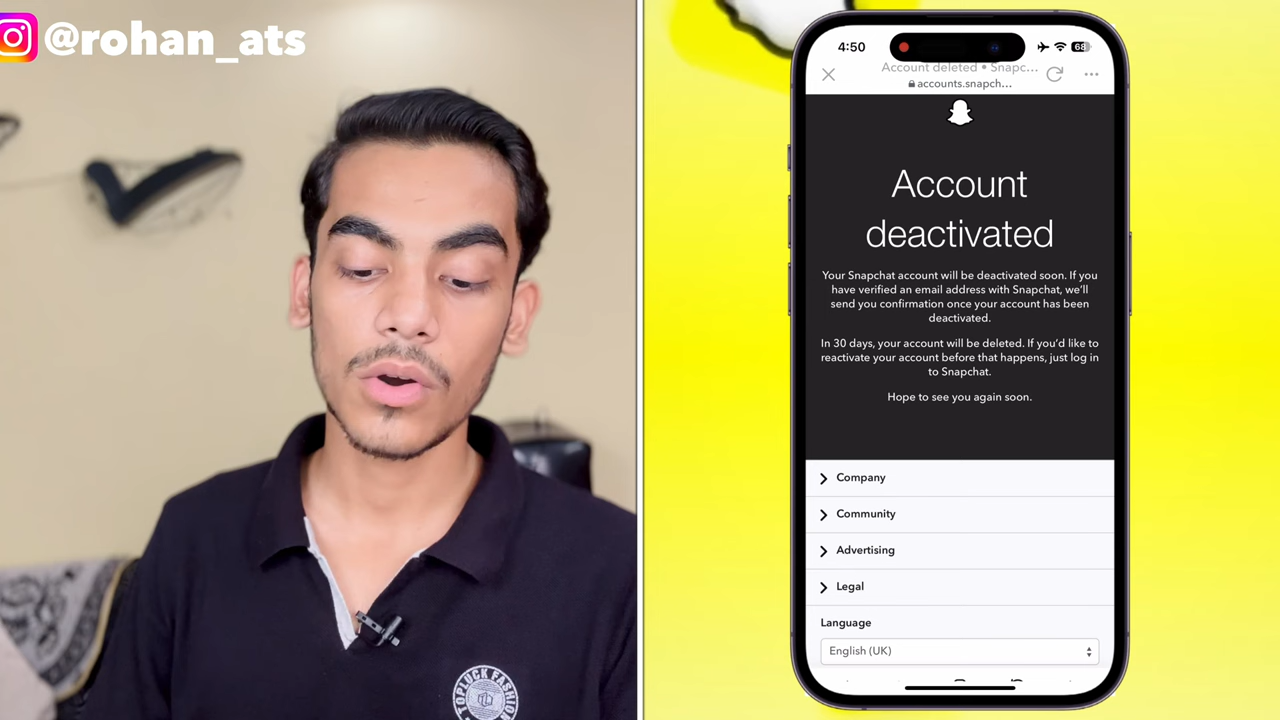 @rohan_ats
4:50
68
Account deleted • Snapc...
accounts.snapch...
Account
deactivated
Your Snapchat account will be deactivated soon. If you
have verified an email address with Snapchat, we'll
send you confirmation once your account has been
deactivated.
In 30 days, your account will be deleted. If you'd like to
reactivate your account before that happens, just log in
to Snapchat.
Hope to see you again soon.
Company
Community
Advertising
Legal
Language
English (UK)
TOPLUCK FASHION